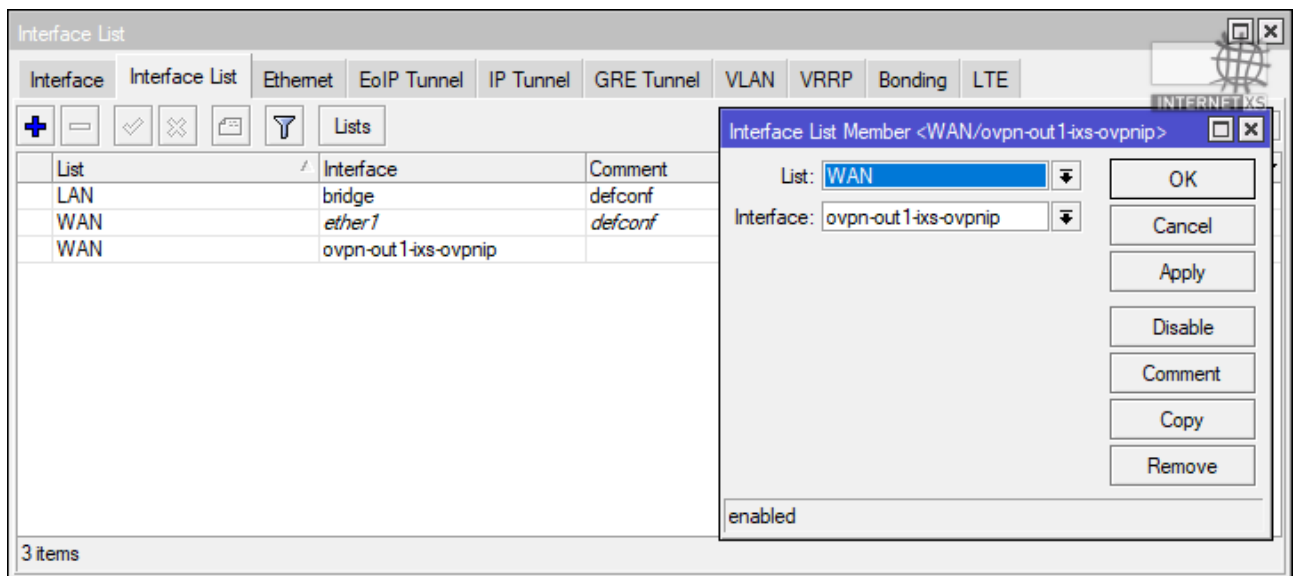 Interface List
Interface Interface List Ethernet EoIP Tunnel IP Tunnel GRE Tunnel VLAN VRRP Bonding LTE
INTERNET XS
Lists
List Interface Comment
LAN bridge defconf
WAN ether1 defconf
WAN ovpn-out1-ixs-ovpnip
3 items
Interface List Member <WAN/ovpn-out1-ixs-ovpnip>
List: WAN
Interface: ovpn-out1-ixs-ovpnip
OK
Cancel
Apply
Disable
Comment
Copy
Remove
enabled